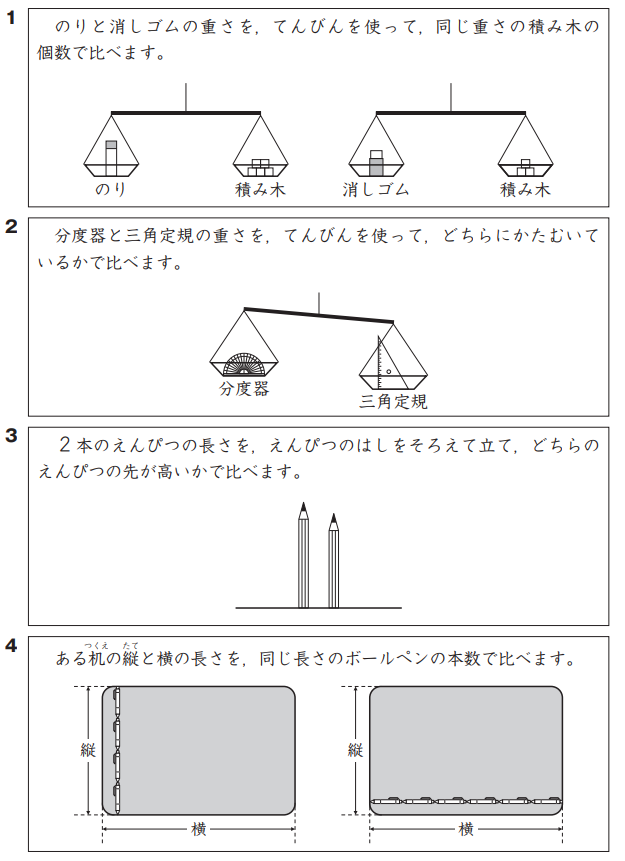 1
のりと消しゴムの重さを，てんびんを使って，同じ重さの積み木の
個数で比べます。
のり
積み木
消しゴム
積み木
2
分度器と三角定規の重さを，てんびんを使って，どちらにかたむいて
いるかで比べます。
分度器
三角定規
3
2本のえんぴつの長さを，えんぴつのはしをそろえて立て，どちらの
えんぴつの先が高いかで比べます。
4
つくえ たて
ある机の縦と横の長さを，同じ長さのボールペンの本数で比べます。
縦
横
縦
横